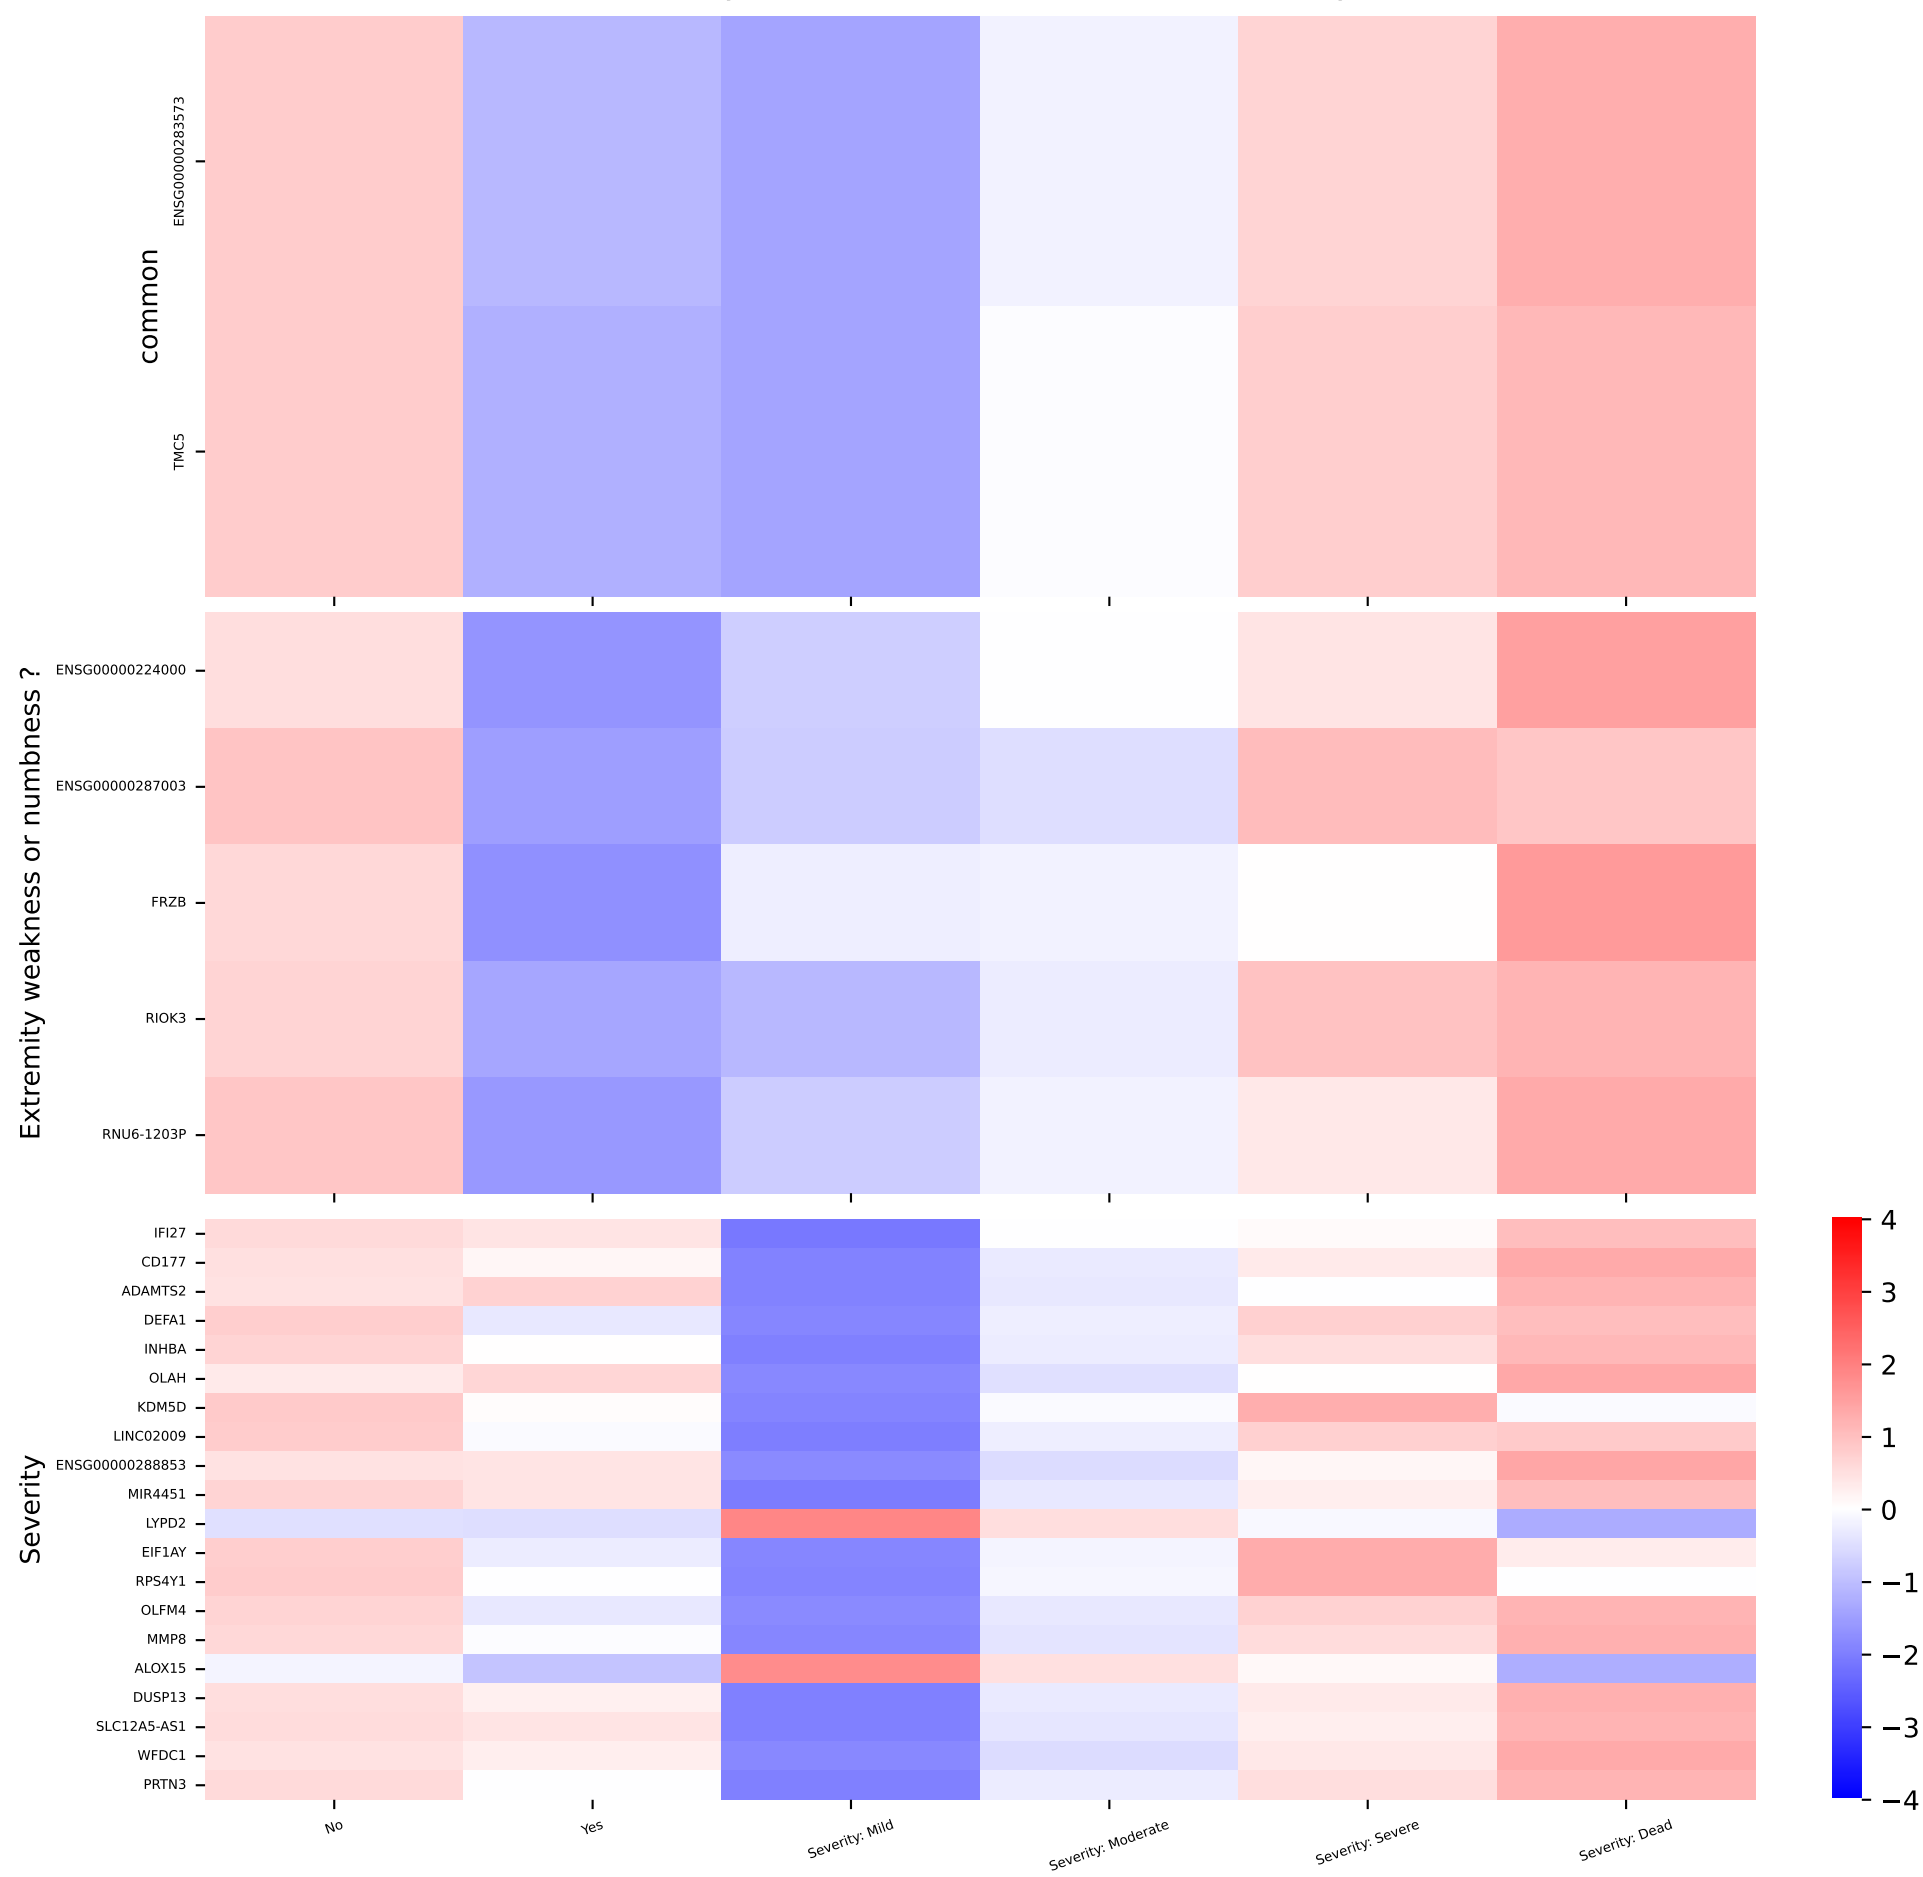 common
ENSG00000283573
TMC5
Extremity weakness or numbness ?
ENSG00000224000
ENSG00000287003
FRZB
RIOK3
RNU6-1203P
Severity
IFI27
CD177
ADAMTS2
DEFA1
INHBA
OLAH
KDM5D
LINC02009
ENSG00000288853
MIR4451
LYPD2
EIF1AY
RPS4Y1
OLFM4
MMP8
ALOX15
DUSP13
SLC12A5-AS1
WFDC1
PRTN3
No
Yes
Severity: Mild
Severity: Moderate
Severity: Severe
Severity: Dead
4
3
2
1
0
−1
−2
−3
−4